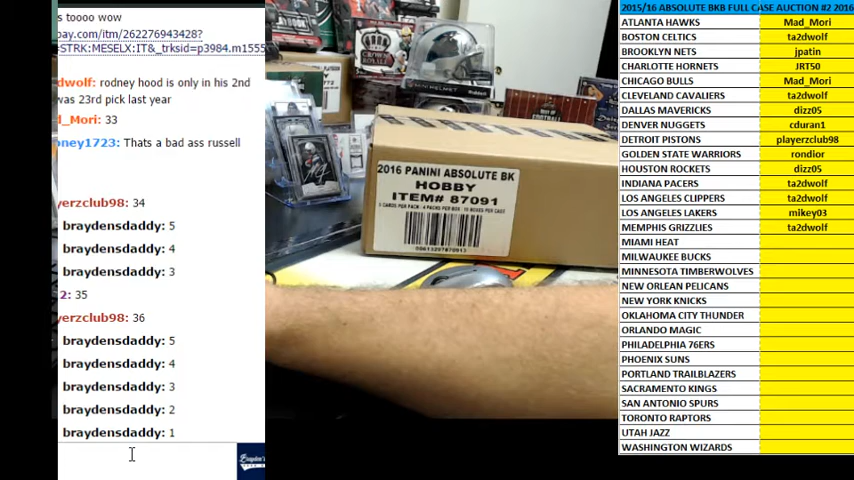 s toooo wow
bay.com/itm/262276943428?
=STRK:MESELX:IT&_trksid=p3984.m1555
dwolf: rodney hood is only in his 2nd
was 23rd pick last year
d_Mori: 33
oney1723: Thats a bad ass russell
yerzclub98: 34
braydensdaddy: 5
braydensdaddy: 4
braydensdaddy: 3
2: 35
yerzclub98: 36
braydensdaddy: 5
braydensdaddy: 4
braydensdaddy: 3
braydensdaddy: 2
braydensdaddy: 1
CROWN
ROYALE
2016 PANINI ABSOLUTE BK
HOBBY
ITEM# 87091
2015/16 ABSOLUTE BKB FULL CASE AUCTION #2 2016
ATLANTA HAWKS Mad_Mori
BOSTON CELTICS ta2dwolf
BROOKLYN NETS jpatin
CHARLOTTE HORNETS JRT50
CHICAGO BULLS Mad_Mori
CLEVELAND CAVALIERS ta2dwolf
DALLAS MAVERICKS dizz05
DENVER NUGGETS cduran1
DETROIT PISTONS playerzclub98
GOLDEN STATE WARRIORS rondior
HOUSTON ROCKETS dizz05
INDIANA PACERS ta2dwolf
LOS ANGELES CLIPPERS ta2dwolf
LOS ANGELES LAKERS mikey03
MEMPHIS GRIZZLIES ta2dwolf
MIAMI HEAT
MILWAUKEE BUCKS
MINNESOTA TIMBERWOLVES
NEW ORLEAN PELICANS
NEW YORK KNICKS
OKLAHOMA CITY THUNDER
ORLANDO MAGIC
PHILADELPHIA 76ERS
PHOENIX SUNS
PORTLAND TRAILBLAZERS
SACRAMENTO KINGS
SAN ANTONIO SPURS
TORONTO RAPTORS
UTAH JAZZ
WASHINGTON WIZARDS